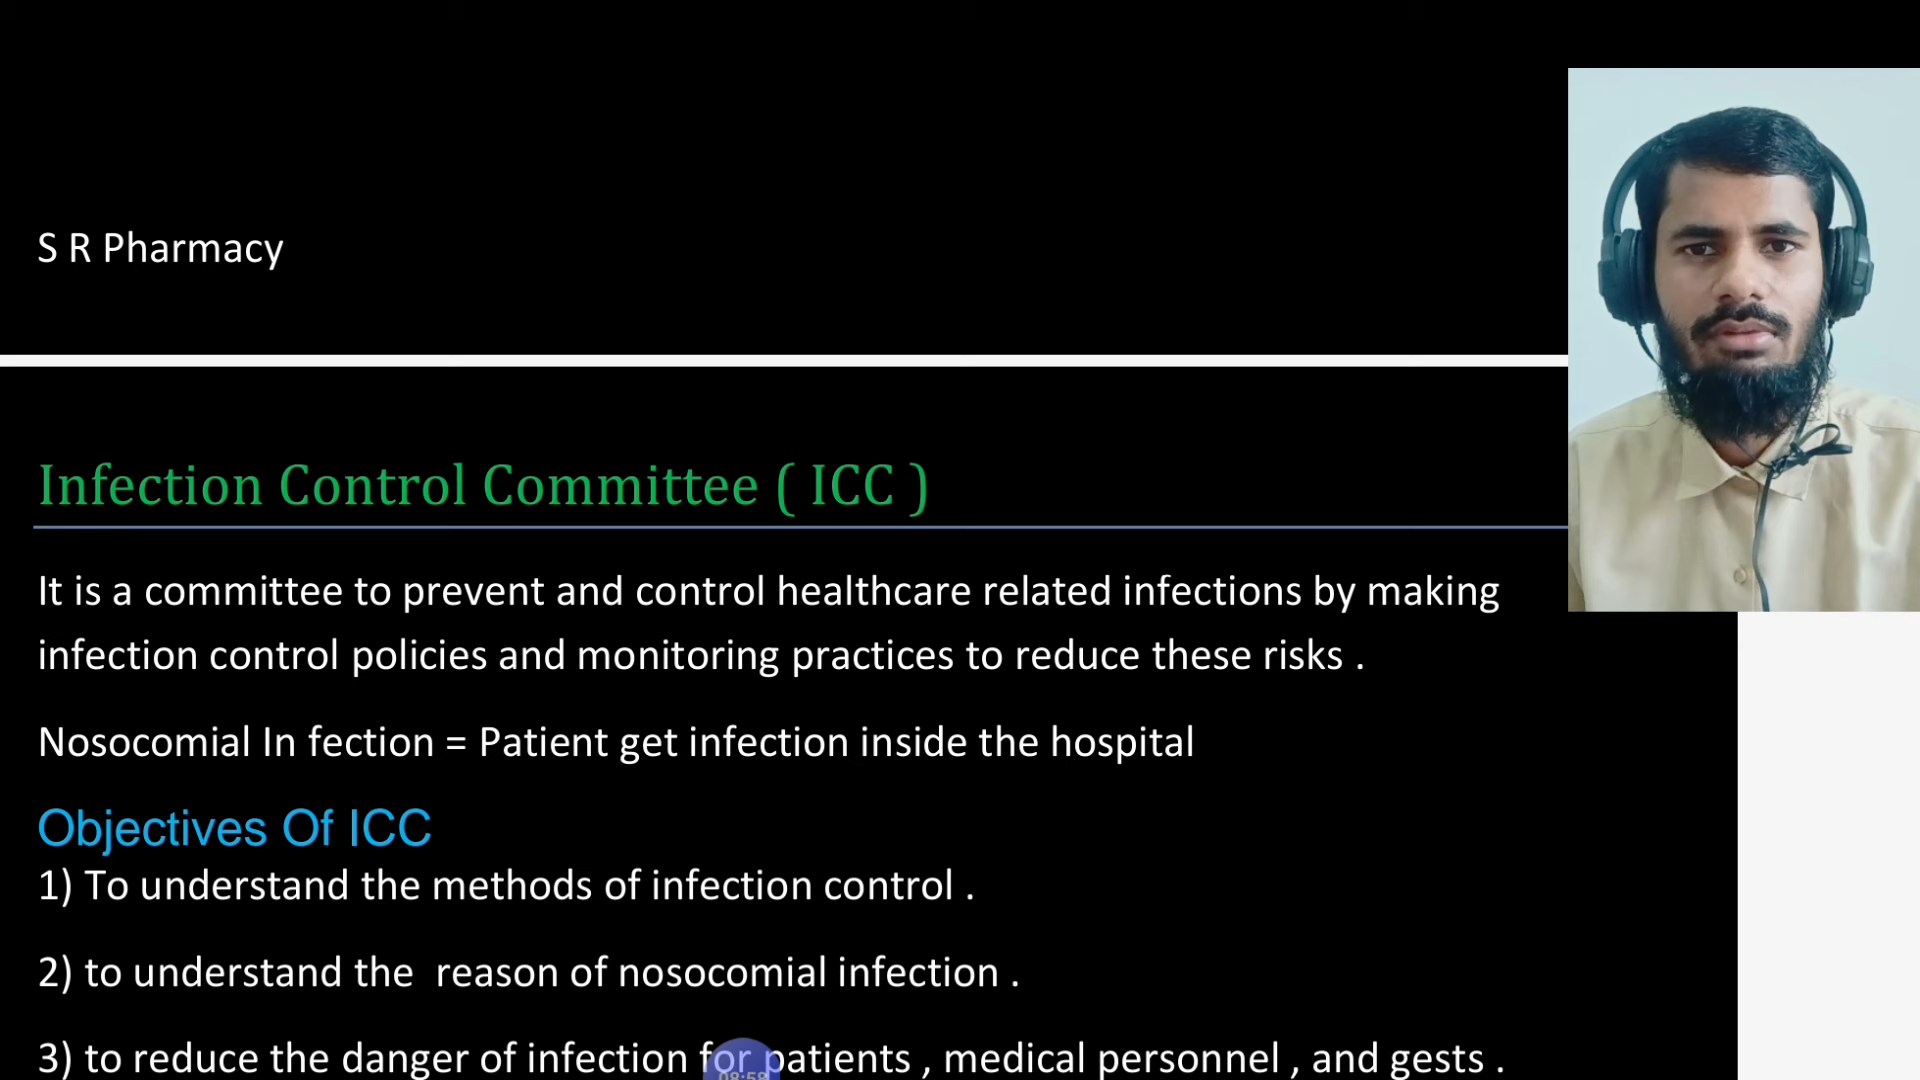 S R Pharmacy
Infection Control Committee ( ICC )
It is a committee to prevent and control healthcare related infections by making
infection control policies and monitoring practices to reduce these risks .
Nosocomial In fection = Patient get infection inside the hospital
Objectives Of ICC
1) To understand the methods of infection control .
2) to understand the  reason of nosocomial infection .
3) to reduce the danger of infection for patients , medical personnel , and gests .
08:58